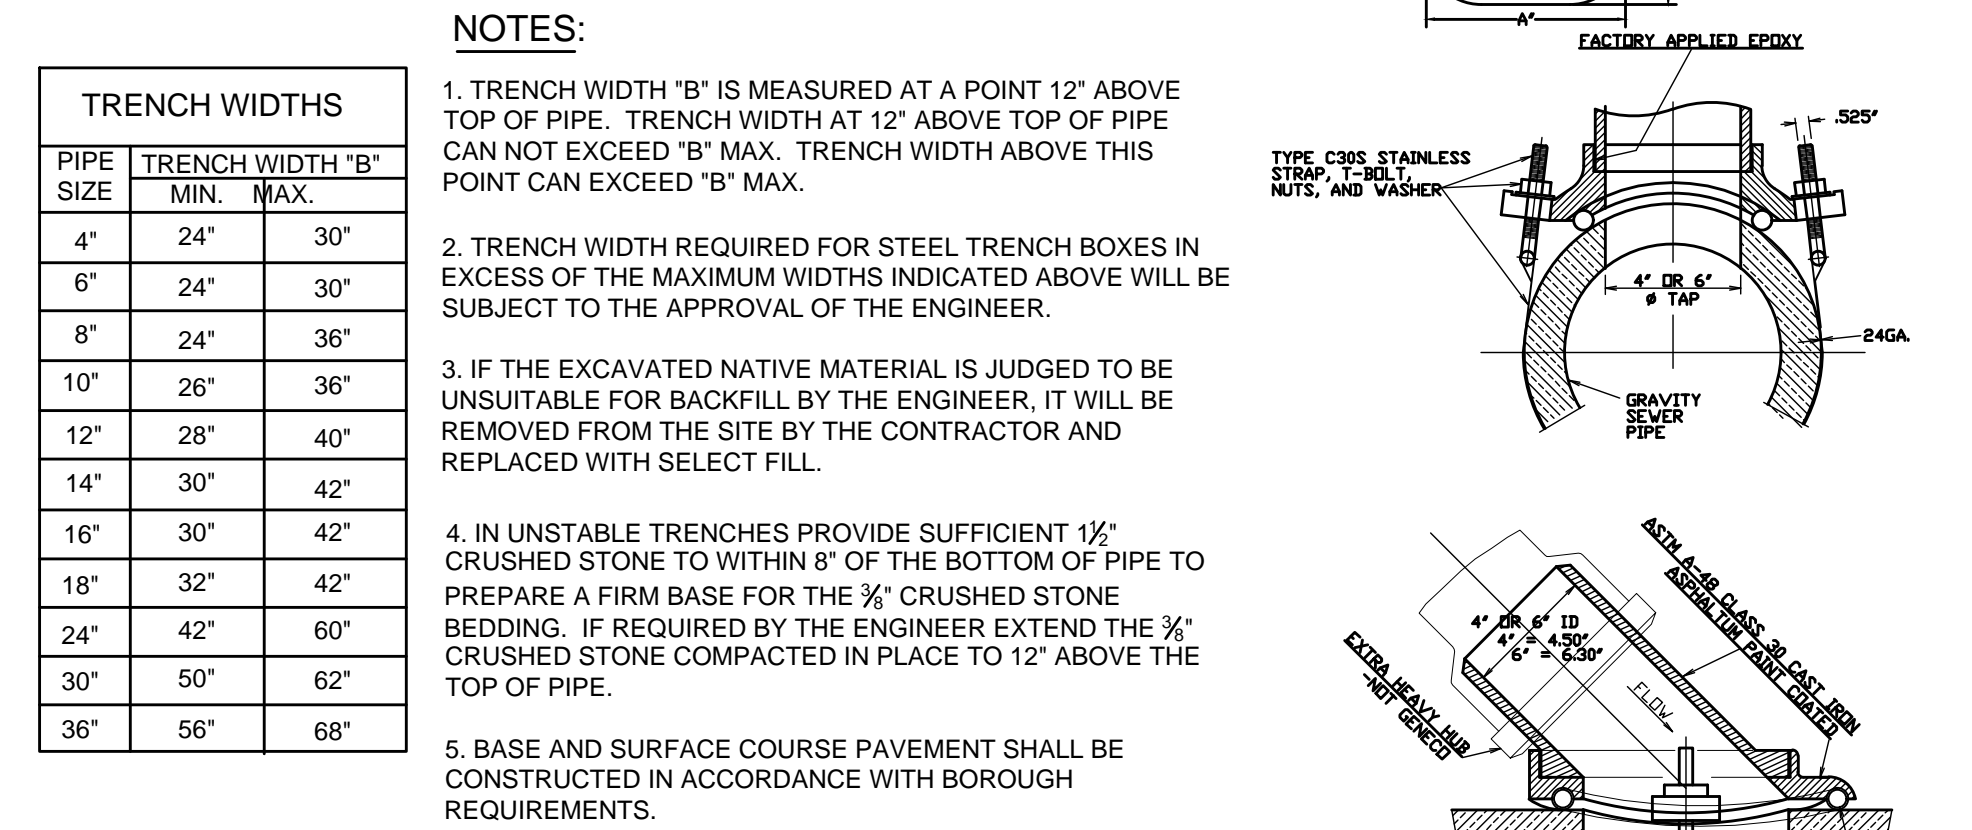 NOTES:
TRENCH WIDTHS
PIPE SIZE TRENCH WIDTH "B"
MIN. MAX.
4" 24" 30"
6" 24" 30"
8" 24" 36"
10" 26" 36"
12" 28" 40"
14" 30" 42"
16" 30" 42"
18" 32" 42"
24" 42" 60"
30" 50" 62"
36" 56" 68"
1. TRENCH WIDTH "B" IS MEASURED AT A POINT 12" ABOVE
TOP OF PIPE. TRENCH WIDTH AT 12" ABOVE TOP OF PIPE
CAN NOT EXCEED "B" MAX. TRENCH WIDTH ABOVE THIS
POINT CAN EXCEED "B" MAX.
2. TRENCH WIDTH REQUIRED FOR STEEL TRENCH BOXES IN
EXCESS OF THE MAXIMUM WIDTHS INDICATED ABOVE WILL BE
SUBJECT TO THE APPROVAL OF THE ENGINEER.
3. IF THE EXCAVATED NATIVE MATERIAL IS JUDGED TO BE
UNSUITABLE FOR BACKFILL BY THE ENGINEER, IT WILL BE
REMOVED FROM THE SITE BY THE CONTRACTOR AND
REPLACED WITH SELECT FILL.
4. IN UNSTABLE TRENCHES PROVIDE SUFFICIENT 1½"
CRUSHED STONE TO WITHIN 8" OF THE BOTTOM OF PIPE TO
PREPARE A FIRM BASE FOR THE ⅜" CRUSHED STONE
BEDDING. IF REQUIRED BY THE ENGINEER EXTEND THE ⅜"
CRUSHED STONE COMPACTED IN PLACE TO 12" ABOVE THE
TOP OF PIPE.
5. BASE AND SURFACE COURSE PAVEMENT SHALL BE
CONSTRUCTED IN ACCORDANCE WITH BOROUGH
REQUIREMENTS.
A"
FACTORY APPLIED EPOXY
.525"
TYPE C30S STAINLESS
STRAP, T-BOLT,
NUTS, AND WASHER
4" OR 6"
ø TAP
24GA.
GRAVITY
SEWER
PIPE
ASTM A-48 CLASS 30 CAST IRON
ASPHALTUM PAINT COATED
4" OR 6" ID
4" = 4.50"
6" = 6.30"
FLOW
EXTRA HEAVY HUB
-NOT GENECO